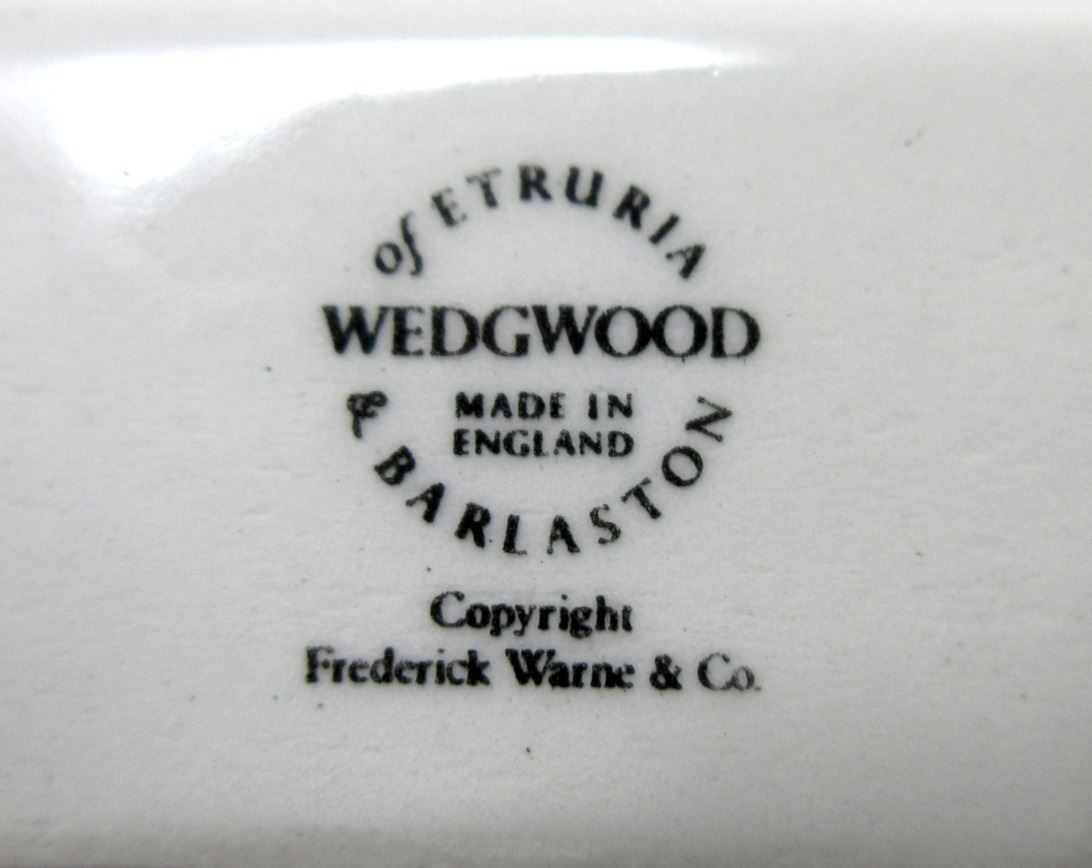 of ETRURIA
WEDGWOOD
MADE IN
ENGLAND
& BARLASTON
Copyright
Frederick Warne & Co.